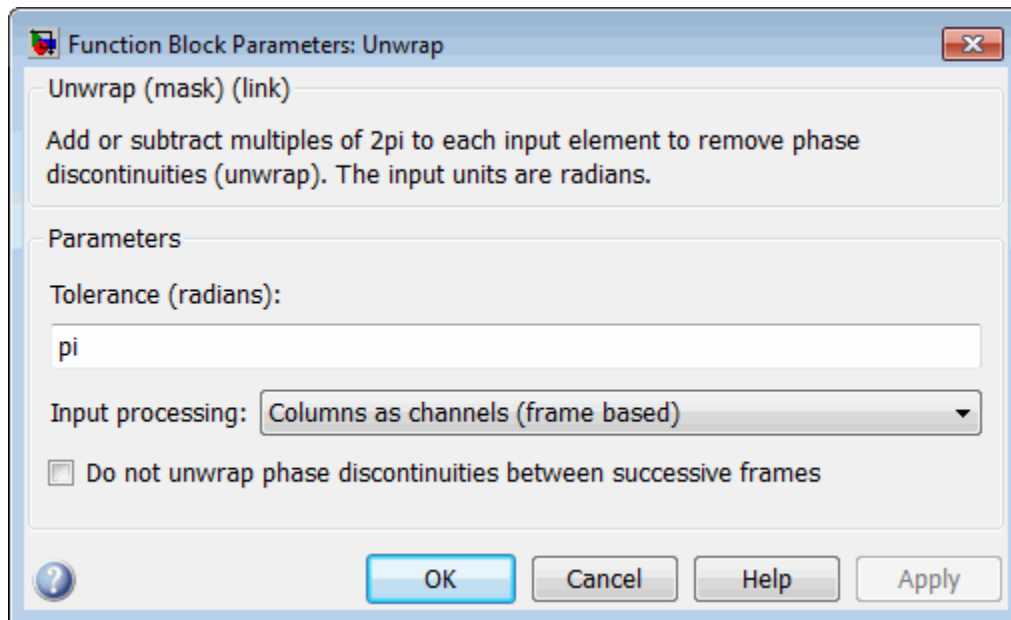 Function Block Parameters: Unwrap
Unwrap (mask) (link)
Add or subtract multiples of 2pi to each input element to remove phase
discontinuities (unwrap). The input units are radians.
Parameters
Tolerance (radians):
pi
Input processing: Columns as channels (frame based)
Do not unwrap phase discontinuities between successive frames
OK Cancel Help Apply